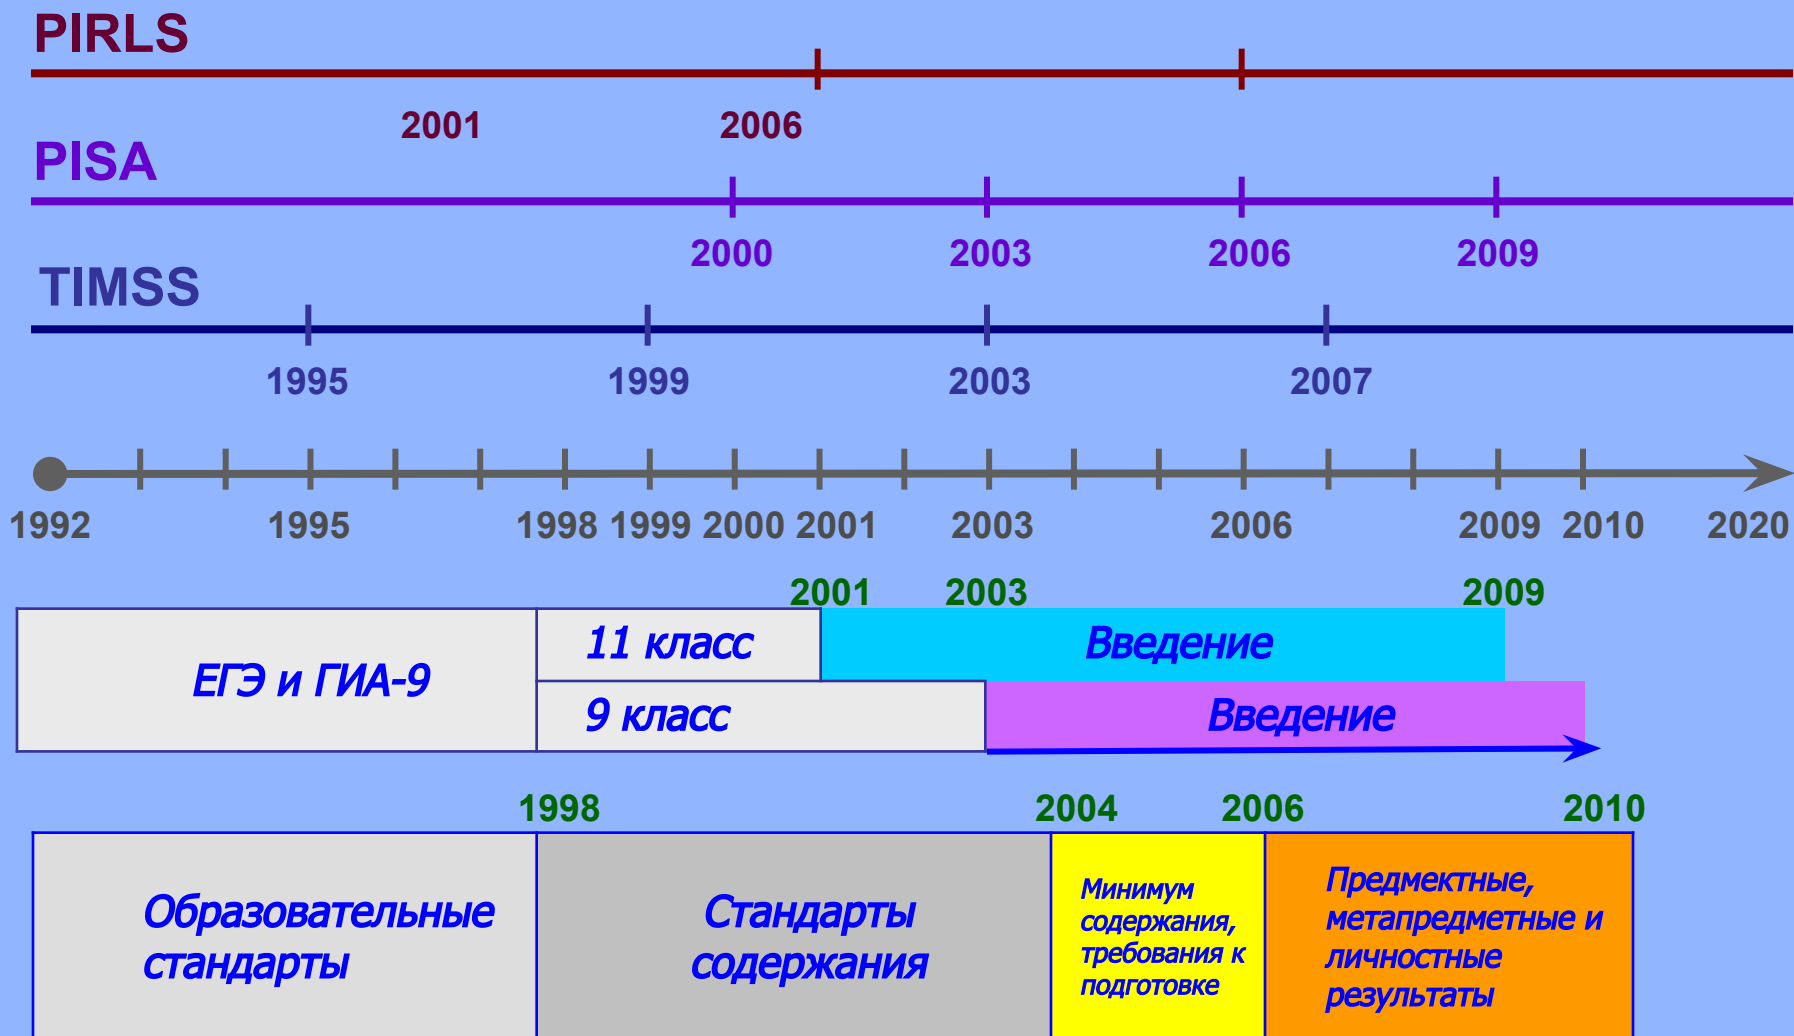 PIRLS
2001 2006
PISA
2000 2003 2006 2009
TIMSS
1995 1999 2003 2007
1992 1995 1998 1999 2000 2001 2003 2006 2009 2010 2020
2001 2003 2009
ЕГЭ и ГИА-9
11 класс Введение
9 класс Введение
1998 2004 2006 2010
Образовательные
стандарты
Стандарты
содержания
Минимум
содержания,
требования к
подготовке
Предмектные,
метапредметные и
личностные
результаты